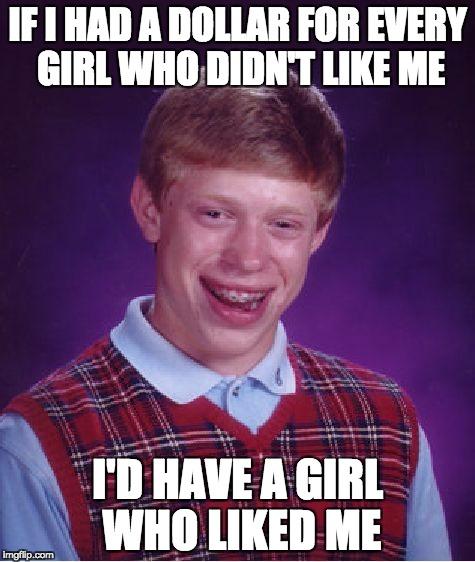 IF I HAD A DOLLAR FOR EVERY
GIRL WHO DIDN'T LIKE ME
I'D HAVE A GIRL
WHO LIKED ME
imgflip.com